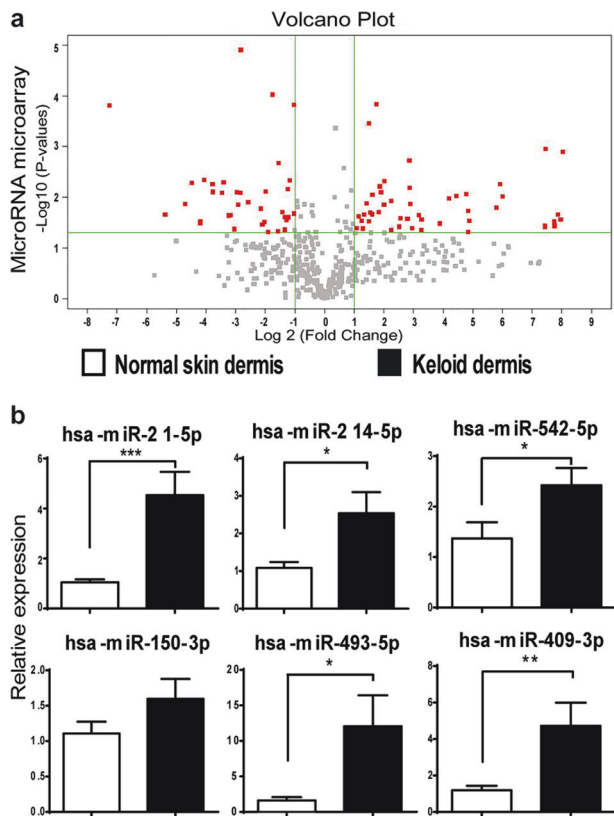 a
Volcano Plot
MicroRNA microarray
-Log10 (P-values)
5
4
3
2
1
0
-8 -7 -6 -5 -4 -3 -2 -1 0 1 2 3 4 5 6 7 8 9
Log 2 (Fold Change)
Normal skin dermis
Keloid dermis
b
Relative expression
hsa-miR-2 1-5p
***
6
4
2
0
hsa-miR-2 14-5p
*
4
3
2
1
0
hsa-miR-542-5p
*
3
2
1
0
hsa-miR-150-3p
2.0
1.5
1.0
0.5
0.0
hsa-miR-493-5p
*
20
15
10
5
0
hsa-miR-409-3p
**
6
4
2
0